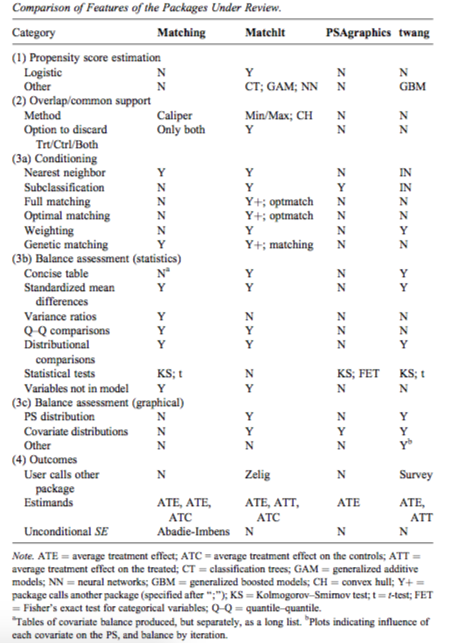 Comparison of Features of the Packages Under Review.
Category Matching MatchIt PSAgraphics twang
(1) Propensity score estimation
Logistic N Y N N
Other N CT; GAM; NN N GBM
(2) Overlap/common support
Method Caliper Min/Max; CH N N
Option to discard Only both Y N N
Trt/Ctrl/Both
(3a) Conditioning
Nearest neighbor Y Y N IN
Subclassification N Y Y IN
Full matching N Y+; optmatch N N
Optimal matching N Y+; optmatch N N
Weighting N Y N Y
Genetic matching Y Y+; matching N N
(3b) Balance assessment (statistics)
Concise table Nᵃ Y N Y
Standardized mean Y Y N Y
differences
Variance ratios Y N N N
Q–Q comparisons Y Y N N
Distributional Y Y N Y
comparisons
Statistical tests KS; t N KS; FET KS; t
Variables not in model Y Y N N
(3c) Balance assessment (graphical)
PS distribution N Y Y Y
Covariate distributions N Y Y Y
Other N N N Yᵇ
(4) Outcomes
User calls other N Zelig N Survey
package
Estimands ATE, ATE, ATE, ATT, ATE ATE,
ATC ATC ATT
Unconditional SE Abadie-Imbens N N N
Note. ATE = average treatment effect; ATC = average treatment effect on the controls; ATT =
average treatment effect on the treated; CT = classification trees; GAM = generalized additive
models; NN = neural networks; GBM = generalized boosted models; CH = convex hull; Y+ =
package calls another package (specified after “;”); KS = Kolmogorov–Smirnov test; t = t-test; FET
= Fisher's exact test for categorical variables; Q–Q = quantile–quantile.
ᵃTables of covariate balance produced, but separately, as a long list. ᵇPlots indicating influence of
each covariate on the PS, and balance by iteration.